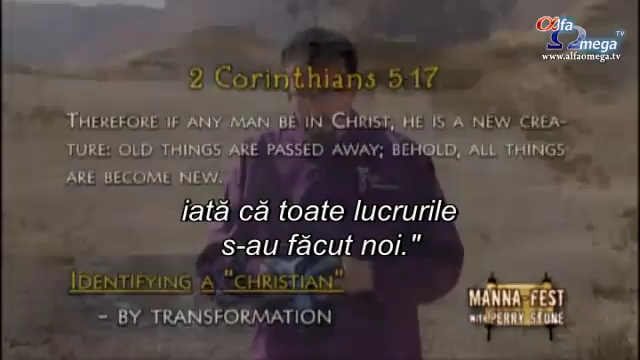 alfa
Omega TV
www.alfaomega.tv
2 Corinthians 5:17
THEREFORE IF ANY MAN BE IN CHRIST, HE IS A NEW CREA-
TURE: OLD THINGS ARE PASSED AWAY; BEHOLD, ALL THINGS
ARE BECOME NEW.
iată că toate lucrurile
s-au făcut noi."
IDENTIFYING A "CHRISTIAN"
- BY TRANSFORMATION
MANNA-FEST
WITH PERRY STONE